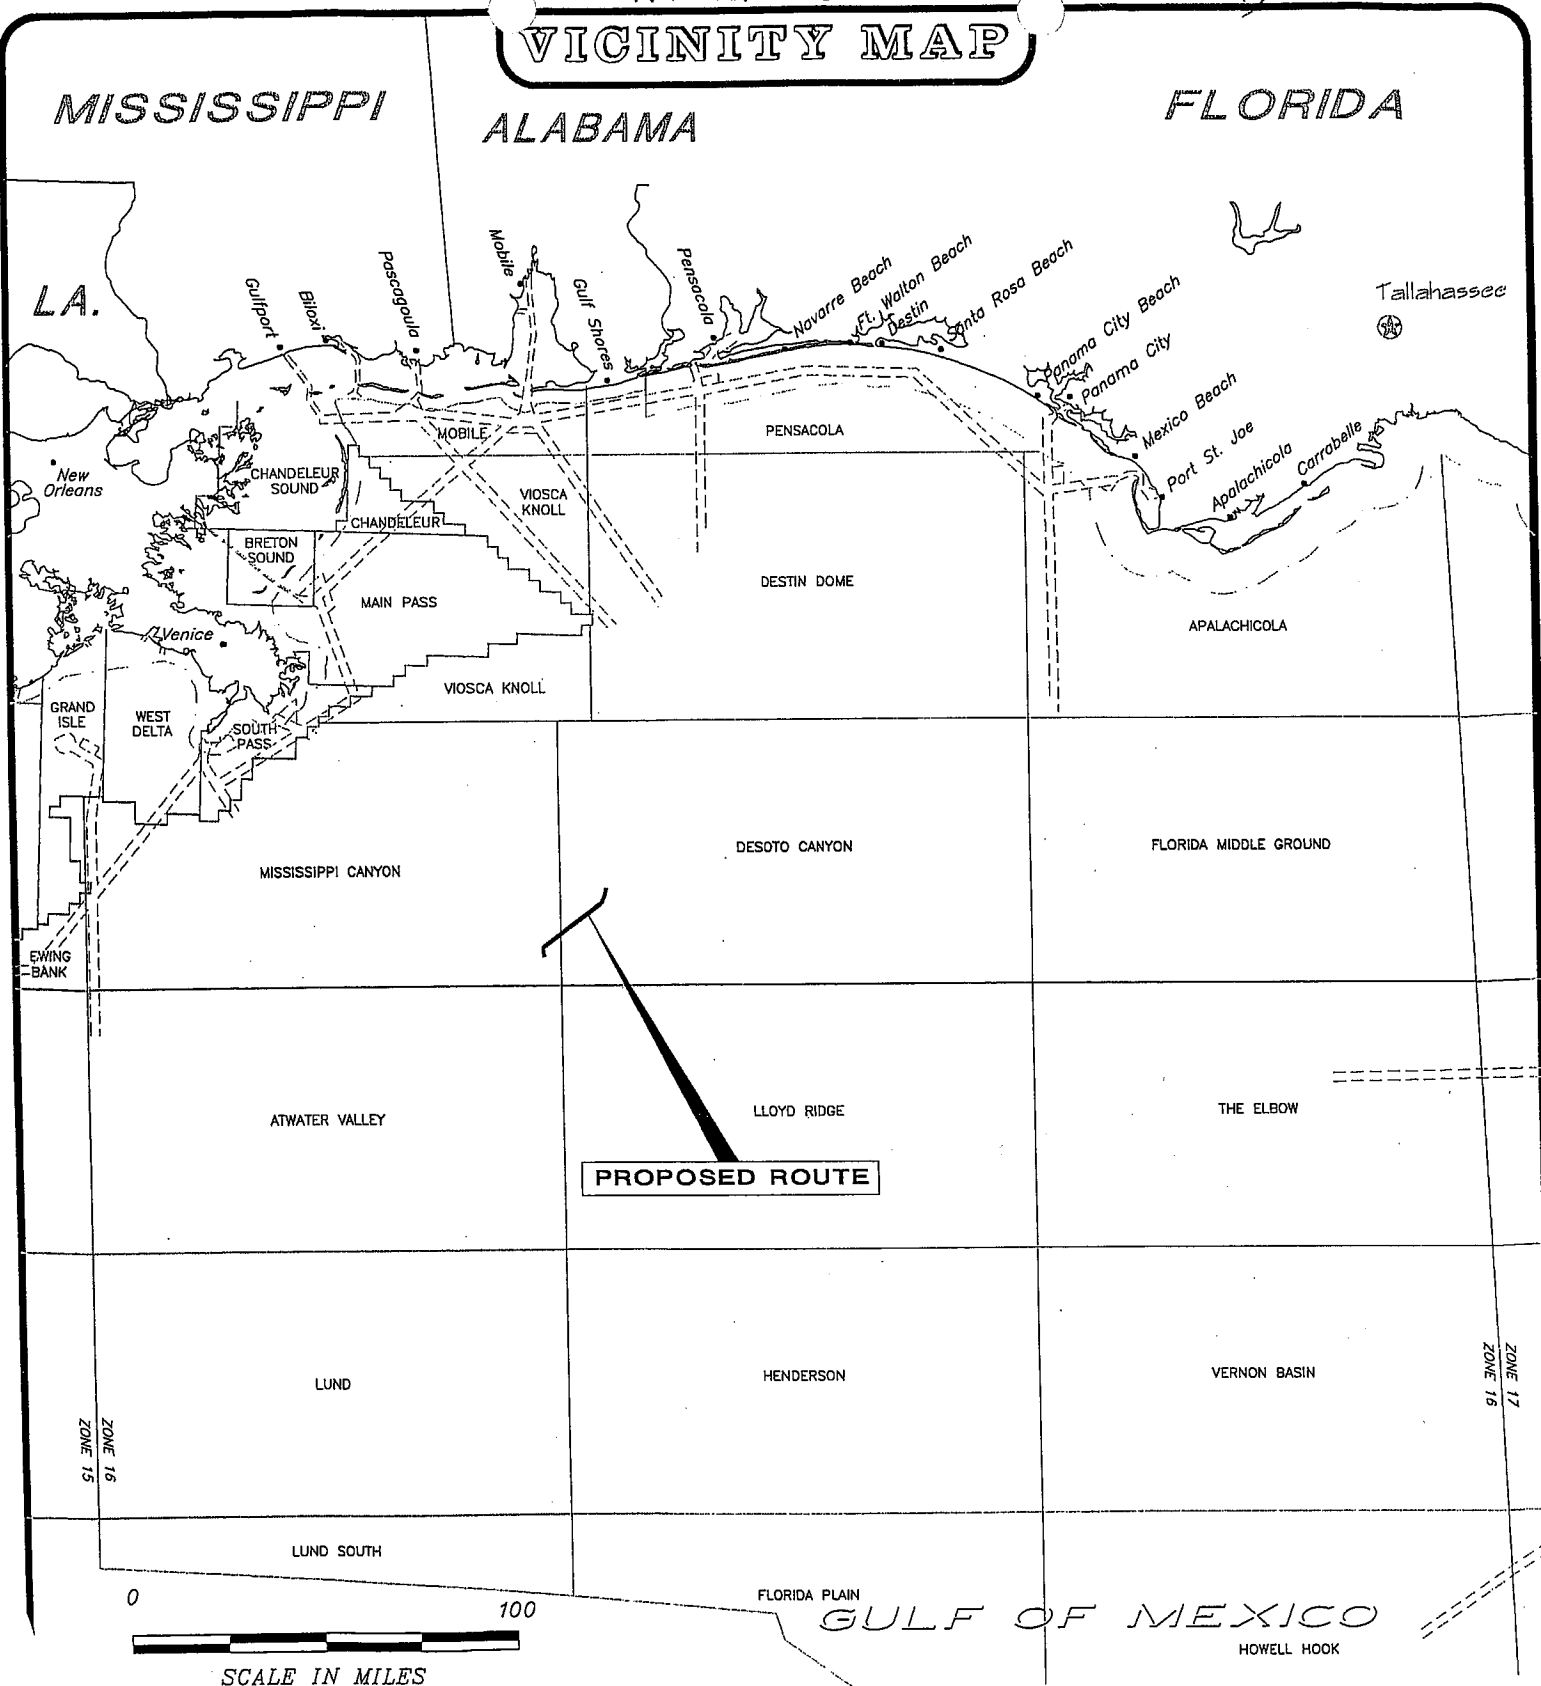 VICINITY MAP
MISSISSIPPI
ALABAMA
FLORIDA
LA.
Gulfport
Biloxi
Pascagoula
Mobile
Gulf Shores
Pensacola
Navarre Beach
Ft. Walton Beach
Destin
Santa Rosa Beach
Panama City Beach
Panama City
Mexico Beach
Port St. Joe
Apalachicola
Carrabelle
Tallahassee
New
Orleans
Venice
MOBILE
PENSACOLA
CHANDELEUR
SOUND
VIOSCA
KNOLL
CHANDELEUR
BRETON
SOUND
MAIN PASS
DESTIN DOME
APALACHICOLA
VIOSCA KNOLL
GRAND
ISLE
WEST
DELTA
SOUTH
PASS
MISSISSIPPI CANYON
DESOTO CANYON
FLORIDA MIDDLE GROUND
EWING
BANK
ATWATER VALLEY
LLOYD RIDGE
THE ELBOW
PROPOSED ROUTE
LUND
HENDERSON
VERNON BASIN
ZONE 15
ZONE 16
ZONE 16
ZONE 17
LUND SOUTH
FLORIDA PLAIN
GULF OF MEXICO
HOWELL HOOK
0
100
SCALE IN MILES